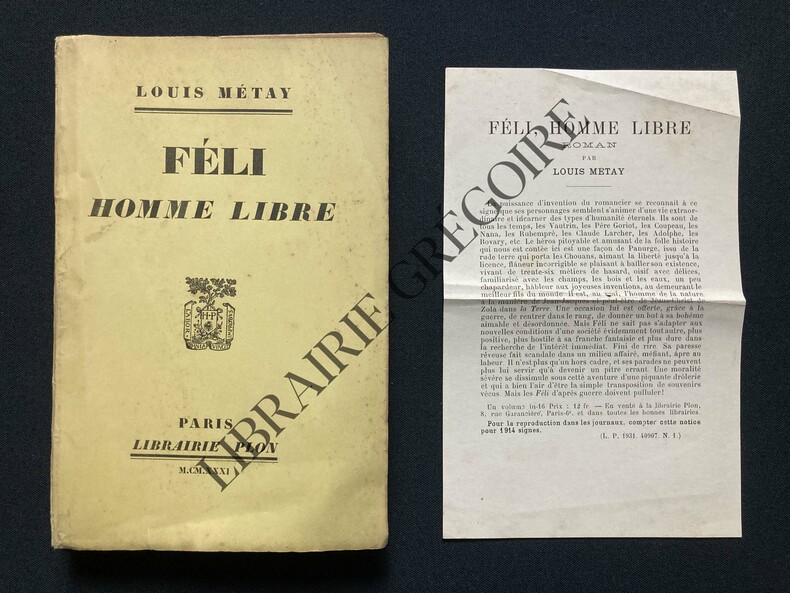 LOUIS MÉTAY
FÉLI
HOMME LIBRE
H·P
PARIS
LIBRAIRIE PLON
M.CM.XXXI
FÉLI, HOMME LIBRE
ROMAN
PAR
LOUIS METAY
La puissance d'invention du romancier se reconnaît à ce
signe que ses personnages semblent s'animer d'une vie extraor-
dinaire et incarner des types d'humanité éternels. Ils sont de
tous les temps, les Vautrin, les Père Goriot, les Coupeau, les
Nana, les Rubempré, les Claude Larcher, les Adolphe, les
Bovary, etc. Le héros pitoyable et amusant de la folle histoire
qui nous est contée ici est une façon de Panurge, issu de la
rude terre qui porta les Chouans, aimant la liberté jusqu'à la
licence, flâneur incorrigible se plaisant à bâiller son existence,
vivant de trente-six métiers de hasard, oisif avec délices,
familiarisé avec les champs, les bois et les eaux, un peu
chapardeur, hâbleur aux joyeuses inventions, au demeurant le
meilleur fils du monde. Il est, au vrai, l'homme de la nature
à la manière de Jean-Jacques et peut-être de Jésus-Christ de
Zola dans la Terre. Une occasion lui est offerte, grâce à la
guerre, de rentrer dans le rang, de donner un but à sa bohème
aimable et désordonnée. Mais Féli ne sait pas s'adapter aux
nouvelles conditions d'une société évidemment tout autre, plus
positive, plus hostile à sa franche fantaisie et plus dure dans
la recherche de l'intérêt immédiat. Fini de rire. Sa paresse
rêveuse fait scandale dans un milieu affairé, méfiant, âpre au
labeur. Il n'est plus qu'un hors cadre, et ses parades ne peuvent
plus lui servir qu'à devenir un pitre errant. Une moralité
sévère se dissimule sous cette aventure d'une piquante drôlerie
et qui a bien l'air d'être la simple transposition de souvenirs
vécus. Mais les Féli d'après guerre doivent pulluler!
Un volume in-16 Prix : 12 fr. — En vente à la librairie Plon,
8, rue Garancière, Paris-6e, et dans toutes les bonnes librairies.
Pour la reproduction dans les journaux, compter cette notice
pour 1914 signes.
(L. P. 1931. 40907. N. 1.)
LIBRAIRIE GRÉGOIRE